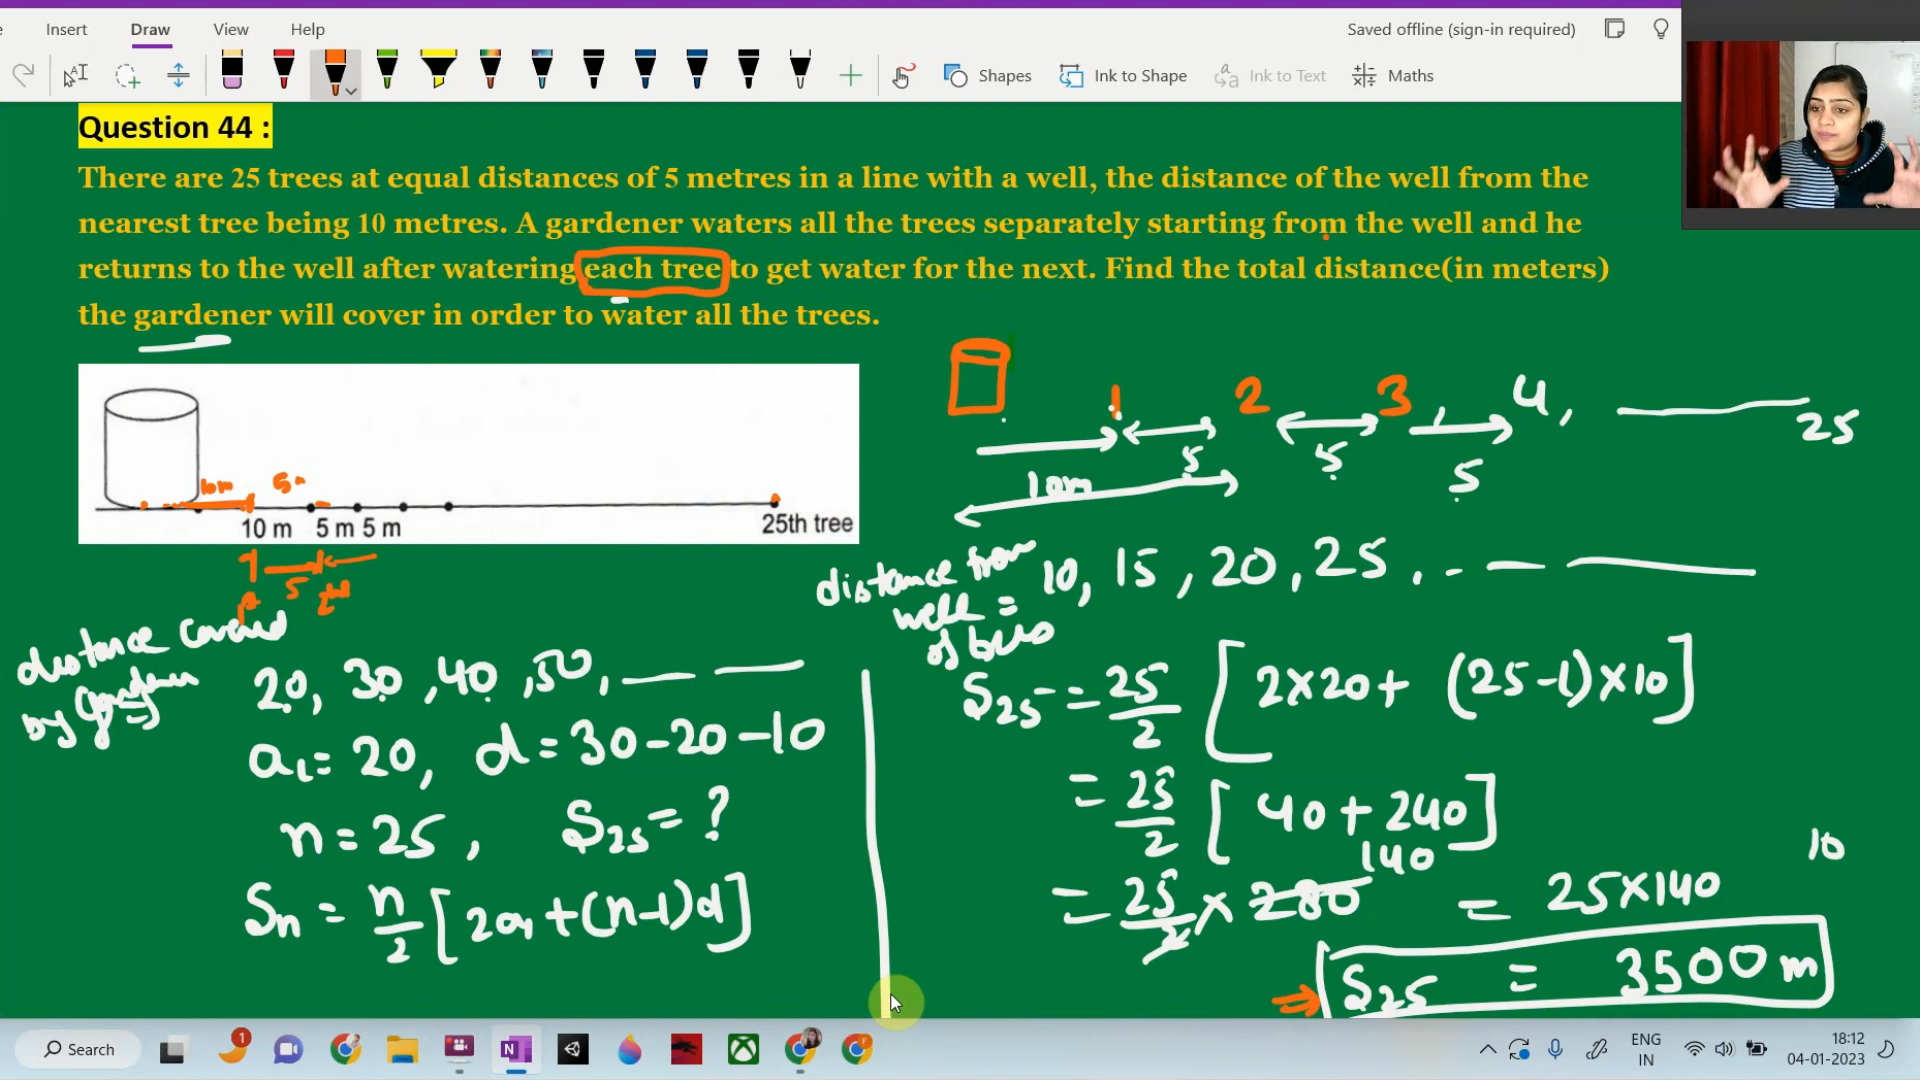 Insert Draw View Help Saved offline (sign-in required)
Shapes Ink to Shape Ink to Text Maths
Question 44 :
There are 25 trees at equal distances of 5 metres in a line with a well, the distance of the well from the
nearest tree being 10 metres. A gardener waters all the trees separately starting from the well and he
returns to the well after watering each tree to get water for the next. Find the total distance(in meters)
the gardener will cover in order to water all the trees.
1 2 3 4, 25
5 5 5
10m
10m 5m
10 m 5 m 5 m 25th tree
5
1st 2nd
distance from
well =
of trees
10, 15, 20, 25, . - — —
distance covered
by gardener
20, 30, 40, 50, — —
a1= 20, d = 30-20-10
n = 25, S25 = ?
Sn = n/2 [2a1 + (n-1)d]
S25 = 25/2 [2×20+ (25-1)×10]
= 25/2 [40+240]
140
= 25/2 × 280 = 25×140
10
S25 = 3500 m
Search
1
ENG
IN
18:12
04-01-2023